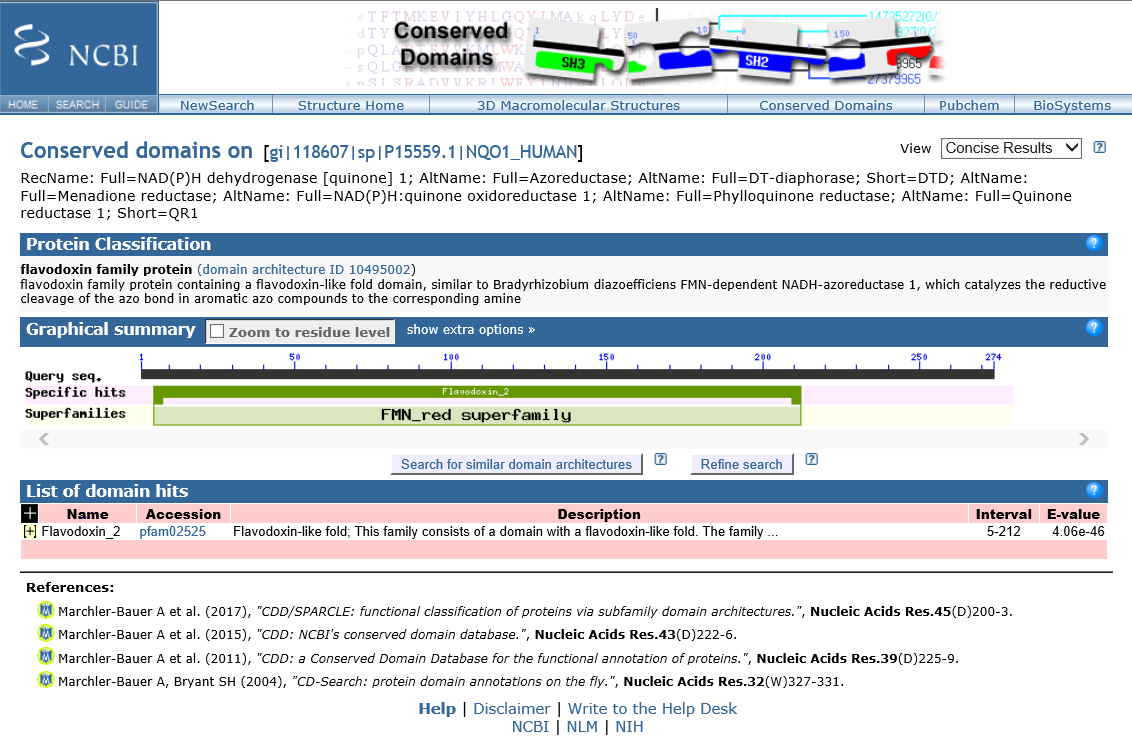 NCBI
HOME SEARCH GUIDE
Conserved
Domains
1 50 150
SH3 SH2
14725272(0/
9965
27379965
NewSearch Structure Home 3D Macromolecular Structures Conserved Domains Pubchem BioSystems
Conserved domains on [gi|118607|sp|P15559.1|NQO1_HUMAN]
View Concise Results ?
RecName: Full=NAD(P)H dehydrogenase [quinone] 1; AltName: Full=Azoreductase; AltName: Full=DT-diaphorase; Short=DTD; AltName:
Full=Menadione reductase; AltName: Full=NAD(P)H:quinone oxidoreductase 1; AltName: Full=Phylloquinone reductase; AltName: Full=Quinone
reductase 1; Short=QR1
Protein Classification ?
flavodoxin family protein (domain architecture ID 10495002)
flavodoxin family protein containing a flavodoxin-like fold domain, similar to Bradyrhizobium diazoefficiens FMN-dependent NADH-azoreductase 1, which catalyzes the reductive
cleavage of the azo bond in aromatic azo compounds to the corresponding amine
Graphical summary Zoom to residue level show extra options » ?
1 50 100 150 200 250 274
Query seq.
Specific hits Flavodoxin_2
Superfamilies FMN_red superfamily
Search for similar domain architectures ? Refine search ?
List of domain hits ?
+ Name Accession Description Interval E-value
[+] Flavodoxin_2 pfam02525 Flavodoxin-like fold; This family consists of a domain with a flavodoxin-like fold. The family ... 5-212 4.06e-46
References:
Marchler-Bauer A et al. (2017), "CDD/SPARCLE: functional classification of proteins via subfamily domain architectures.", Nucleic Acids Res.45(D)200-3.
Marchler-Bauer A et al. (2015), "CDD: NCBI's conserved domain database.", Nucleic Acids Res.43(D)222-6.
Marchler-Bauer A et al. (2011), "CDD: a Conserved Domain Database for the functional annotation of proteins.", Nucleic Acids Res.39(D)225-9.
Marchler-Bauer A, Bryant SH (2004), "CD-Search: protein domain annotations on the fly.", Nucleic Acids Res.32(W)327-331.
Help | Disclaimer | Write to the Help Desk
NCBI | NLM | NIH